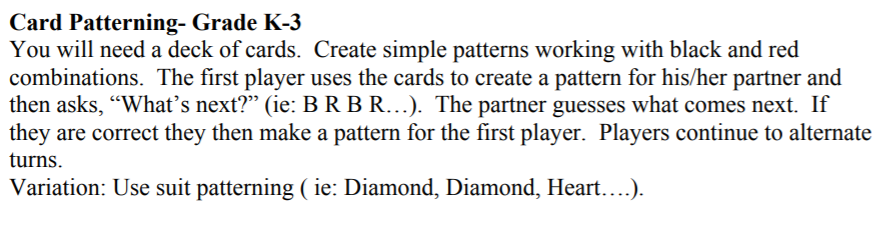 Card Patterning- Grade K-3
You will need a deck of cards.  Create simple patterns working with black and red
combinations.  The first player uses the cards to create a pattern for his/her partner and
then asks, “What’s next?” (ie: B R B R…).  The partner guesses what comes next.  If
they are correct they then make a pattern for the first player.  Players continue to alternate
turns.
Variation: Use suit patterning ( ie: Diamond, Diamond, Heart….).